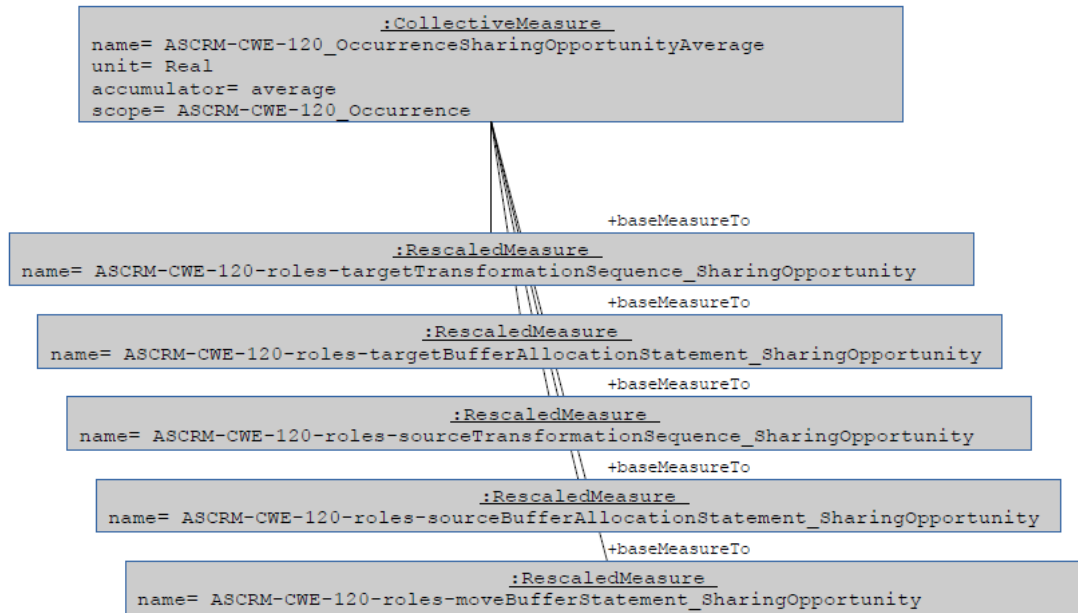 :CollectiveMeasure
name= ASCRM-CWE-120_OccurrenceSharingOpportunityAverage
unit= Real
accumulator= average
scope= ASCRM-CWE-120_Occurrence
+baseMeasureTo
:RescaledMeasure
name= ASCRM-CWE-120-roles-targetTransformationSequence_SharingOpportunity
+baseMeasureTo
:RescaledMeasure
name= ASCRM-CWE-120-roles-targetBufferAllocationStatement_SharingOpportunity
+baseMeasureTo
:RescaledMeasure
name= ASCRM-CWE-120-roles-sourceTransformationSequence_SharingOpportunity
+baseMeasureTo
:RescaledMeasure
name= ASCRM-CWE-120-roles-sourceBufferAllocationStatement_SharingOpportunity
+baseMeasureTo
:RescaledMeasure
name= ASCRM-CWE-120-roles-moveBufferStatement_SharingOpportunity